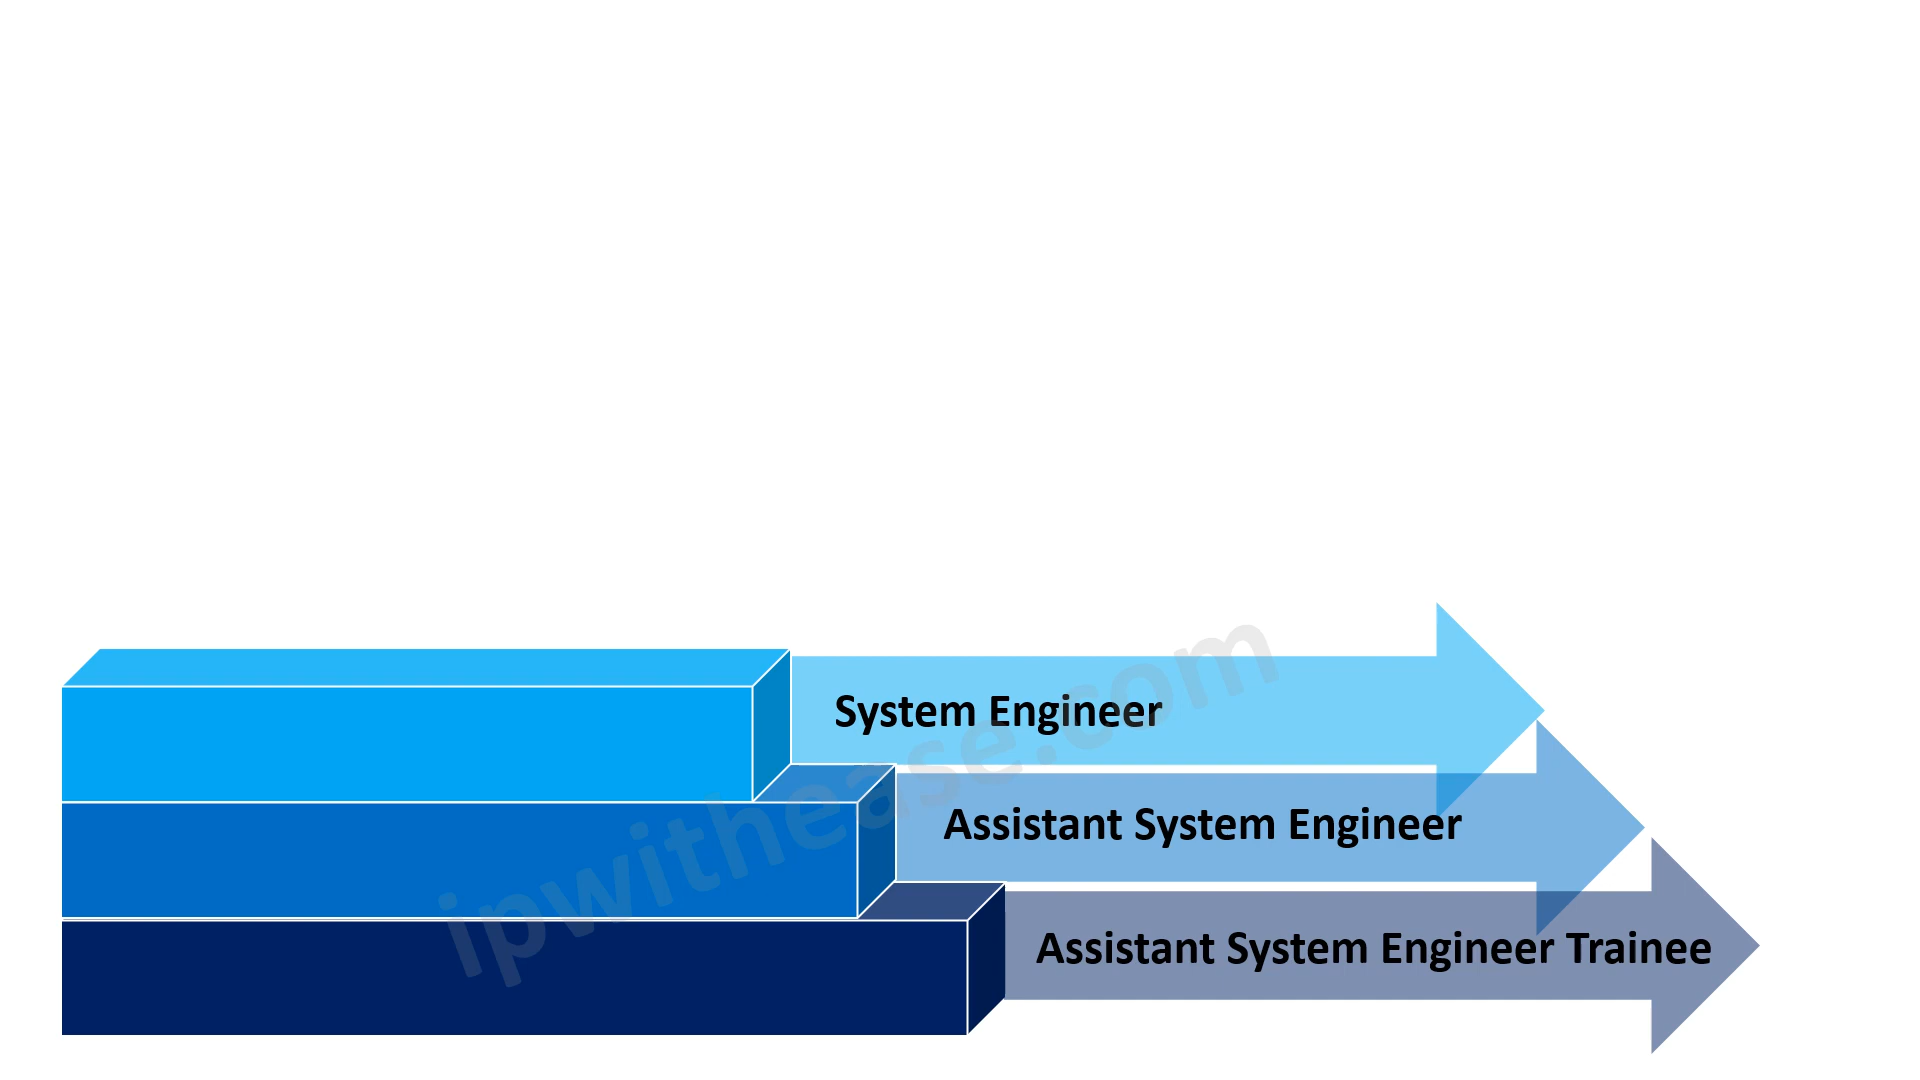 System Engineer
Assistant System Engineer
Assistant System Engineer Trainee
ipwithease.com